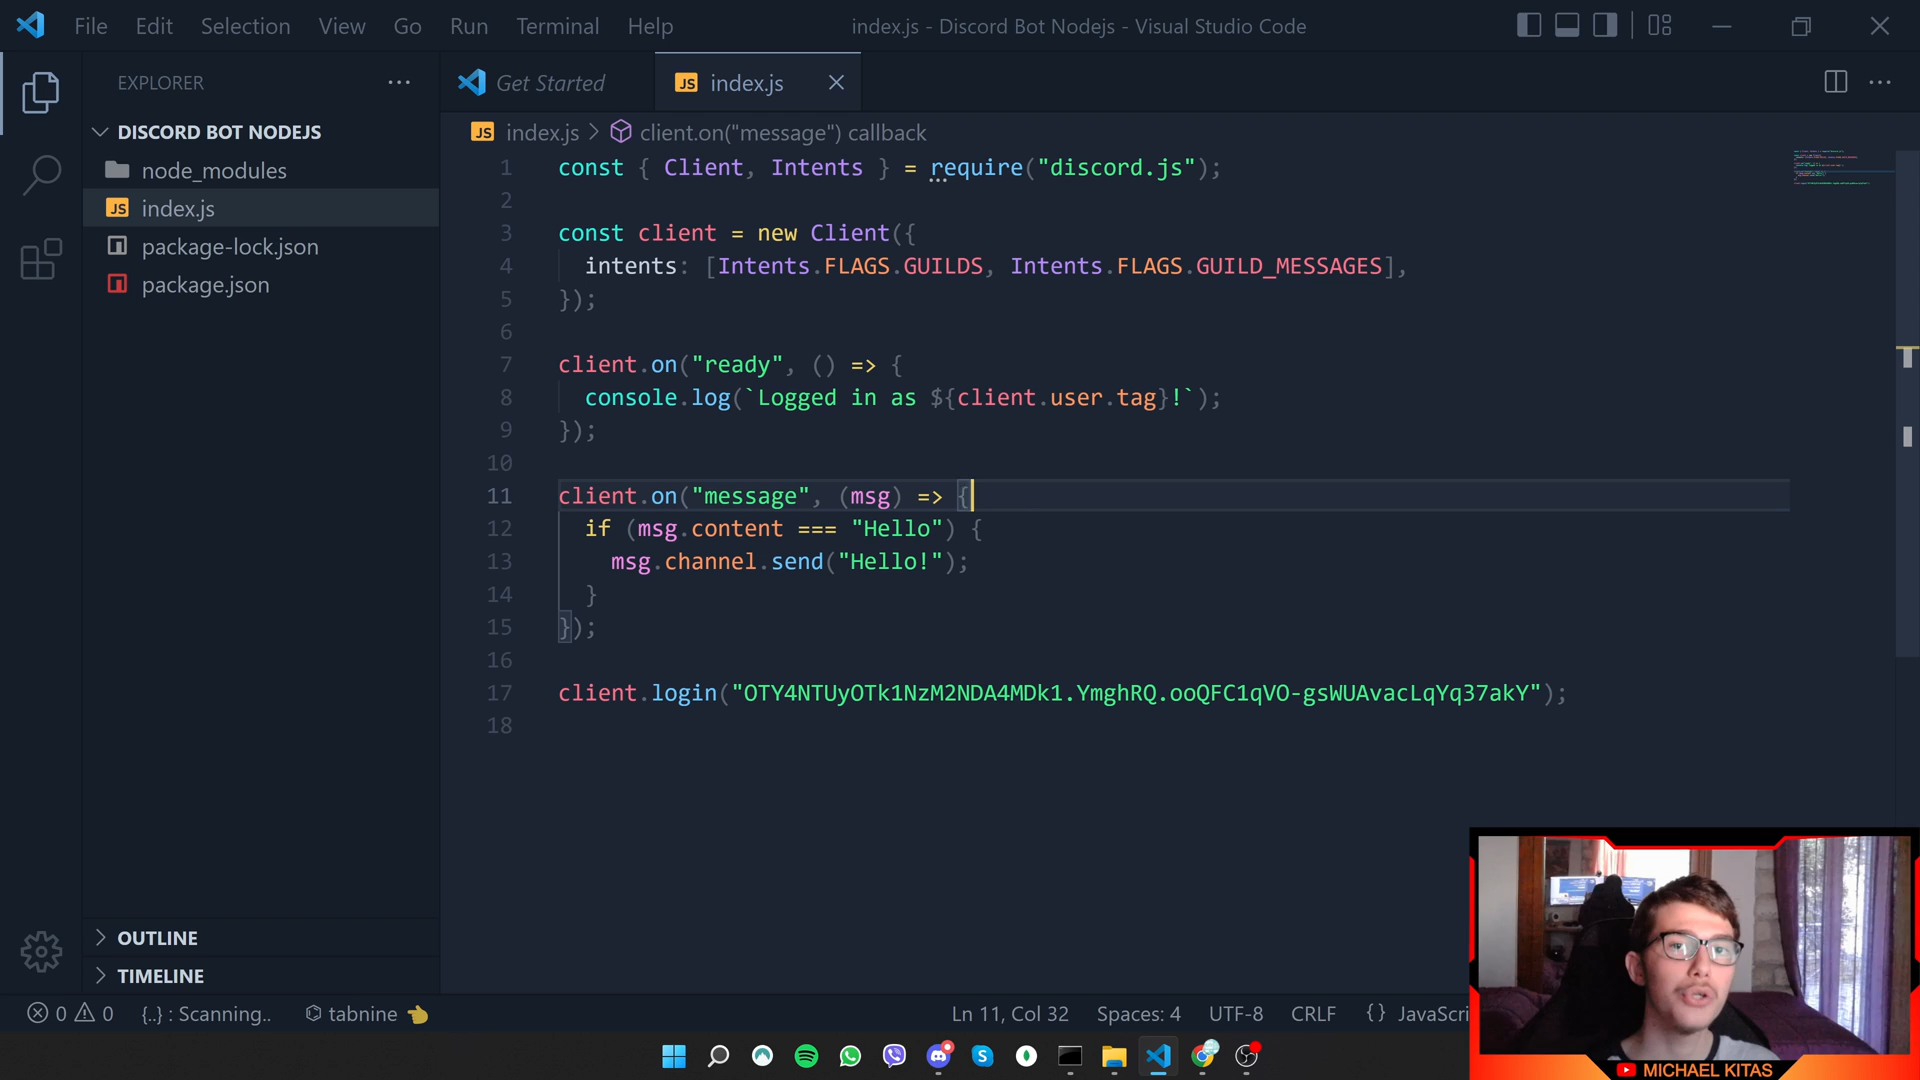 File Edit Selection View Go Run Terminal Help
index.js - Discord Bot Nodejs - Visual Studio Code
EXPLORER
DISCORD BOT NODEJS
node_modules
JS index.js
package-lock.json
package.json
OUTLINE
TIMELINE
Get Started
JS index.js
JS index.js > client.on("message") callback
1 const { Client, Intents } = require("discord.js");
2
3 const client = new Client({
4 intents: [Intents.FLAGS.GUILDS, Intents.FLAGS.GUILD_MESSAGES],
5 });
6
7 client.on("ready", () => {
8 console.log(`Logged in as ${client.user.tag}!`);
9 });
10
11 client.on("message", (msg) => {
12 if (msg.content === "Hello") {
13 msg.channel.send("Hello!");
14 }
15 });
16
17 client.login("OTY4NTUyOTk1NzM2NDA4MDk1.YmghRQ.ooQFC1qVO-gsWUAvacLqYq37akY");
18
0 0 {..} : Scanning.. tabnine Ln 11, Col 32 Spaces: 4 UTF-8 CRLF {} JavaScri
MICHAEL KITAS